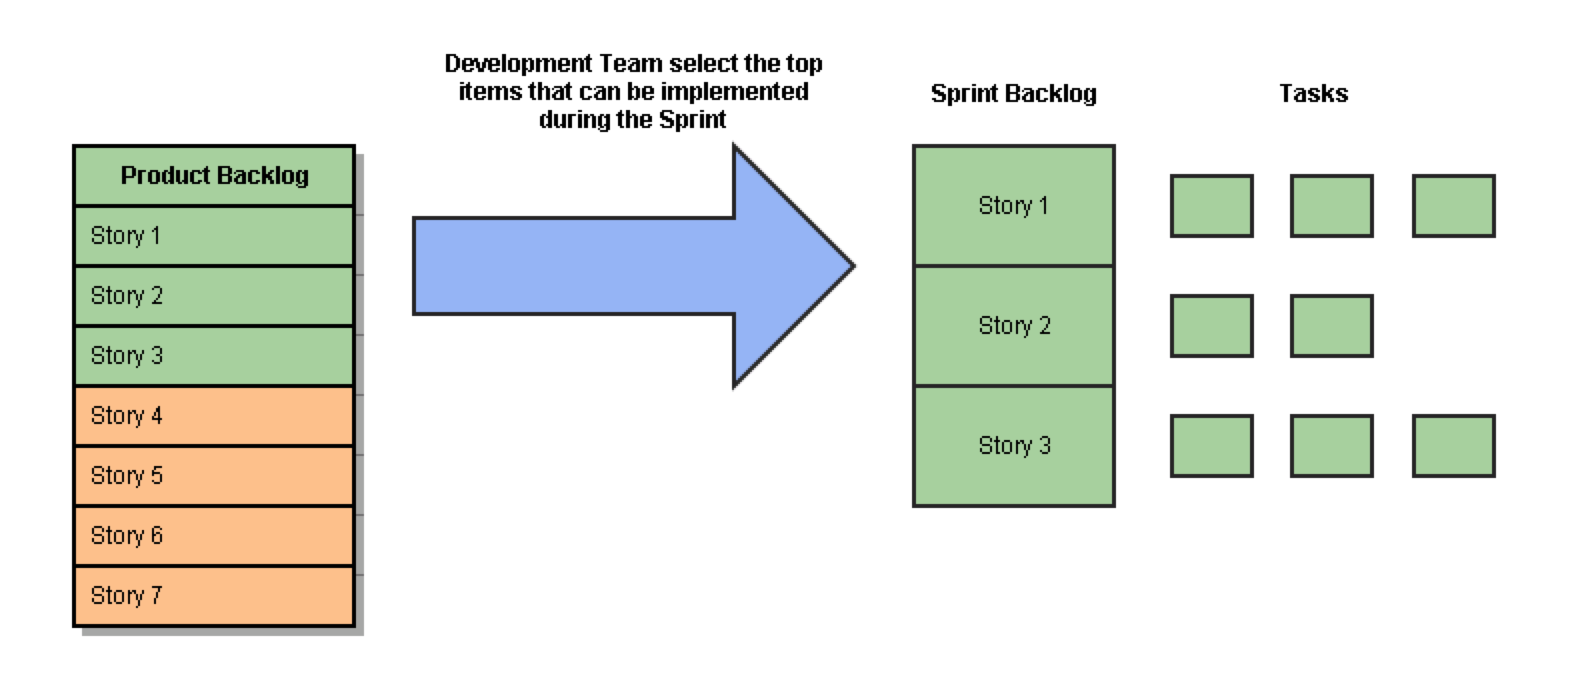 Development Team select the top
items that can be implemented
during the Sprint
Product Backlog
Story 1
Story 2
Story 3
Story 4
Story 5
Story 6
Story 7
Sprint Backlog
Story 1
Story 2
Story 3
Tasks